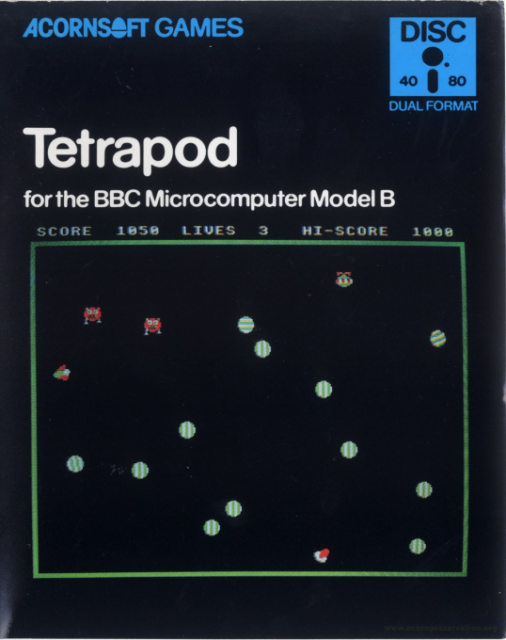 ACORNSOFT GAMES
DISC
40 80
DUAL FORMAT
Tetrapod
for the BBC Microcomputer Model B
SCORE 1050 LIVES 3 HI-SCORE 1000